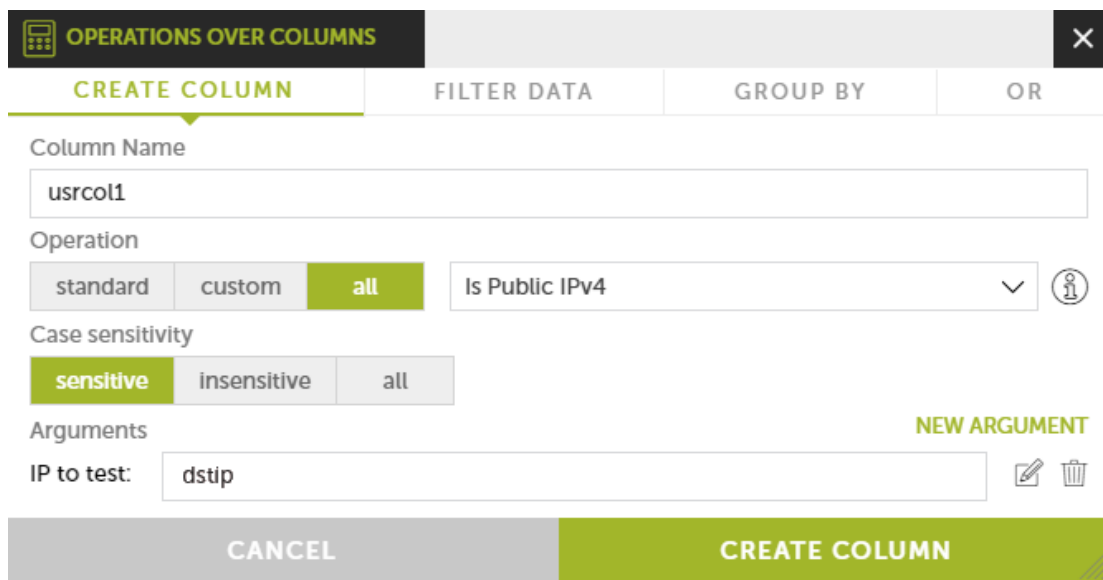 OPERATIONS OVER COLUMNS
CREATE COLUMN FILTER DATA GROUP BY OR
Column Name
usrcol1
Operation
standard custom all Is Public IPv4
Case sensitivity
sensitive insensitive all
Arguments NEW ARGUMENT
IP to test: dstip
CANCEL CREATE COLUMN